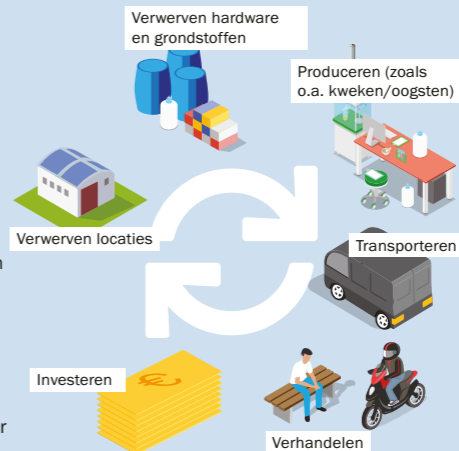 Verwerven hardware
en grondstoffen
Produceren (zoals
o.a. kweken/oogsten)
Verwerven locaties
Transporteren
n
Investeren
r
Verhandelen